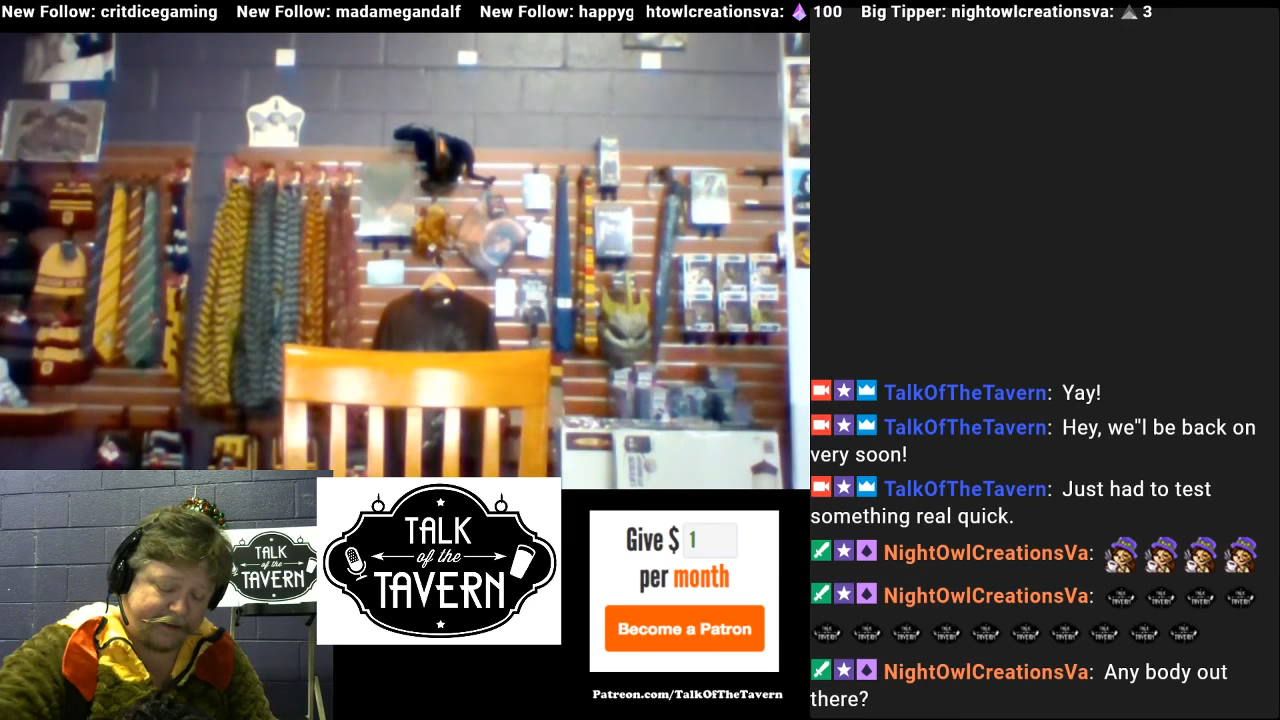 New Follow: critdicegaming New Follow: madamegandalf New Follow: happyg htowlcreationsva: 100 Big Tipper: nightowlcreationsva: 3
TALK
of the
TAVERN
TALK
of the
TAVERN
Give $ 1
per month
Become a Patron
Patreon.com/TalkOfTheTavern
TalkOfTheTavern: Yay!
TalkOfTheTavern: Hey, we"l be back on
very soon!
TalkOfTheTavern: Just had to test
something real quick.
NightOwlCreationsVa:
NightOwlCreationsVa:
NightOwlCreationsVa: Any body out
there?